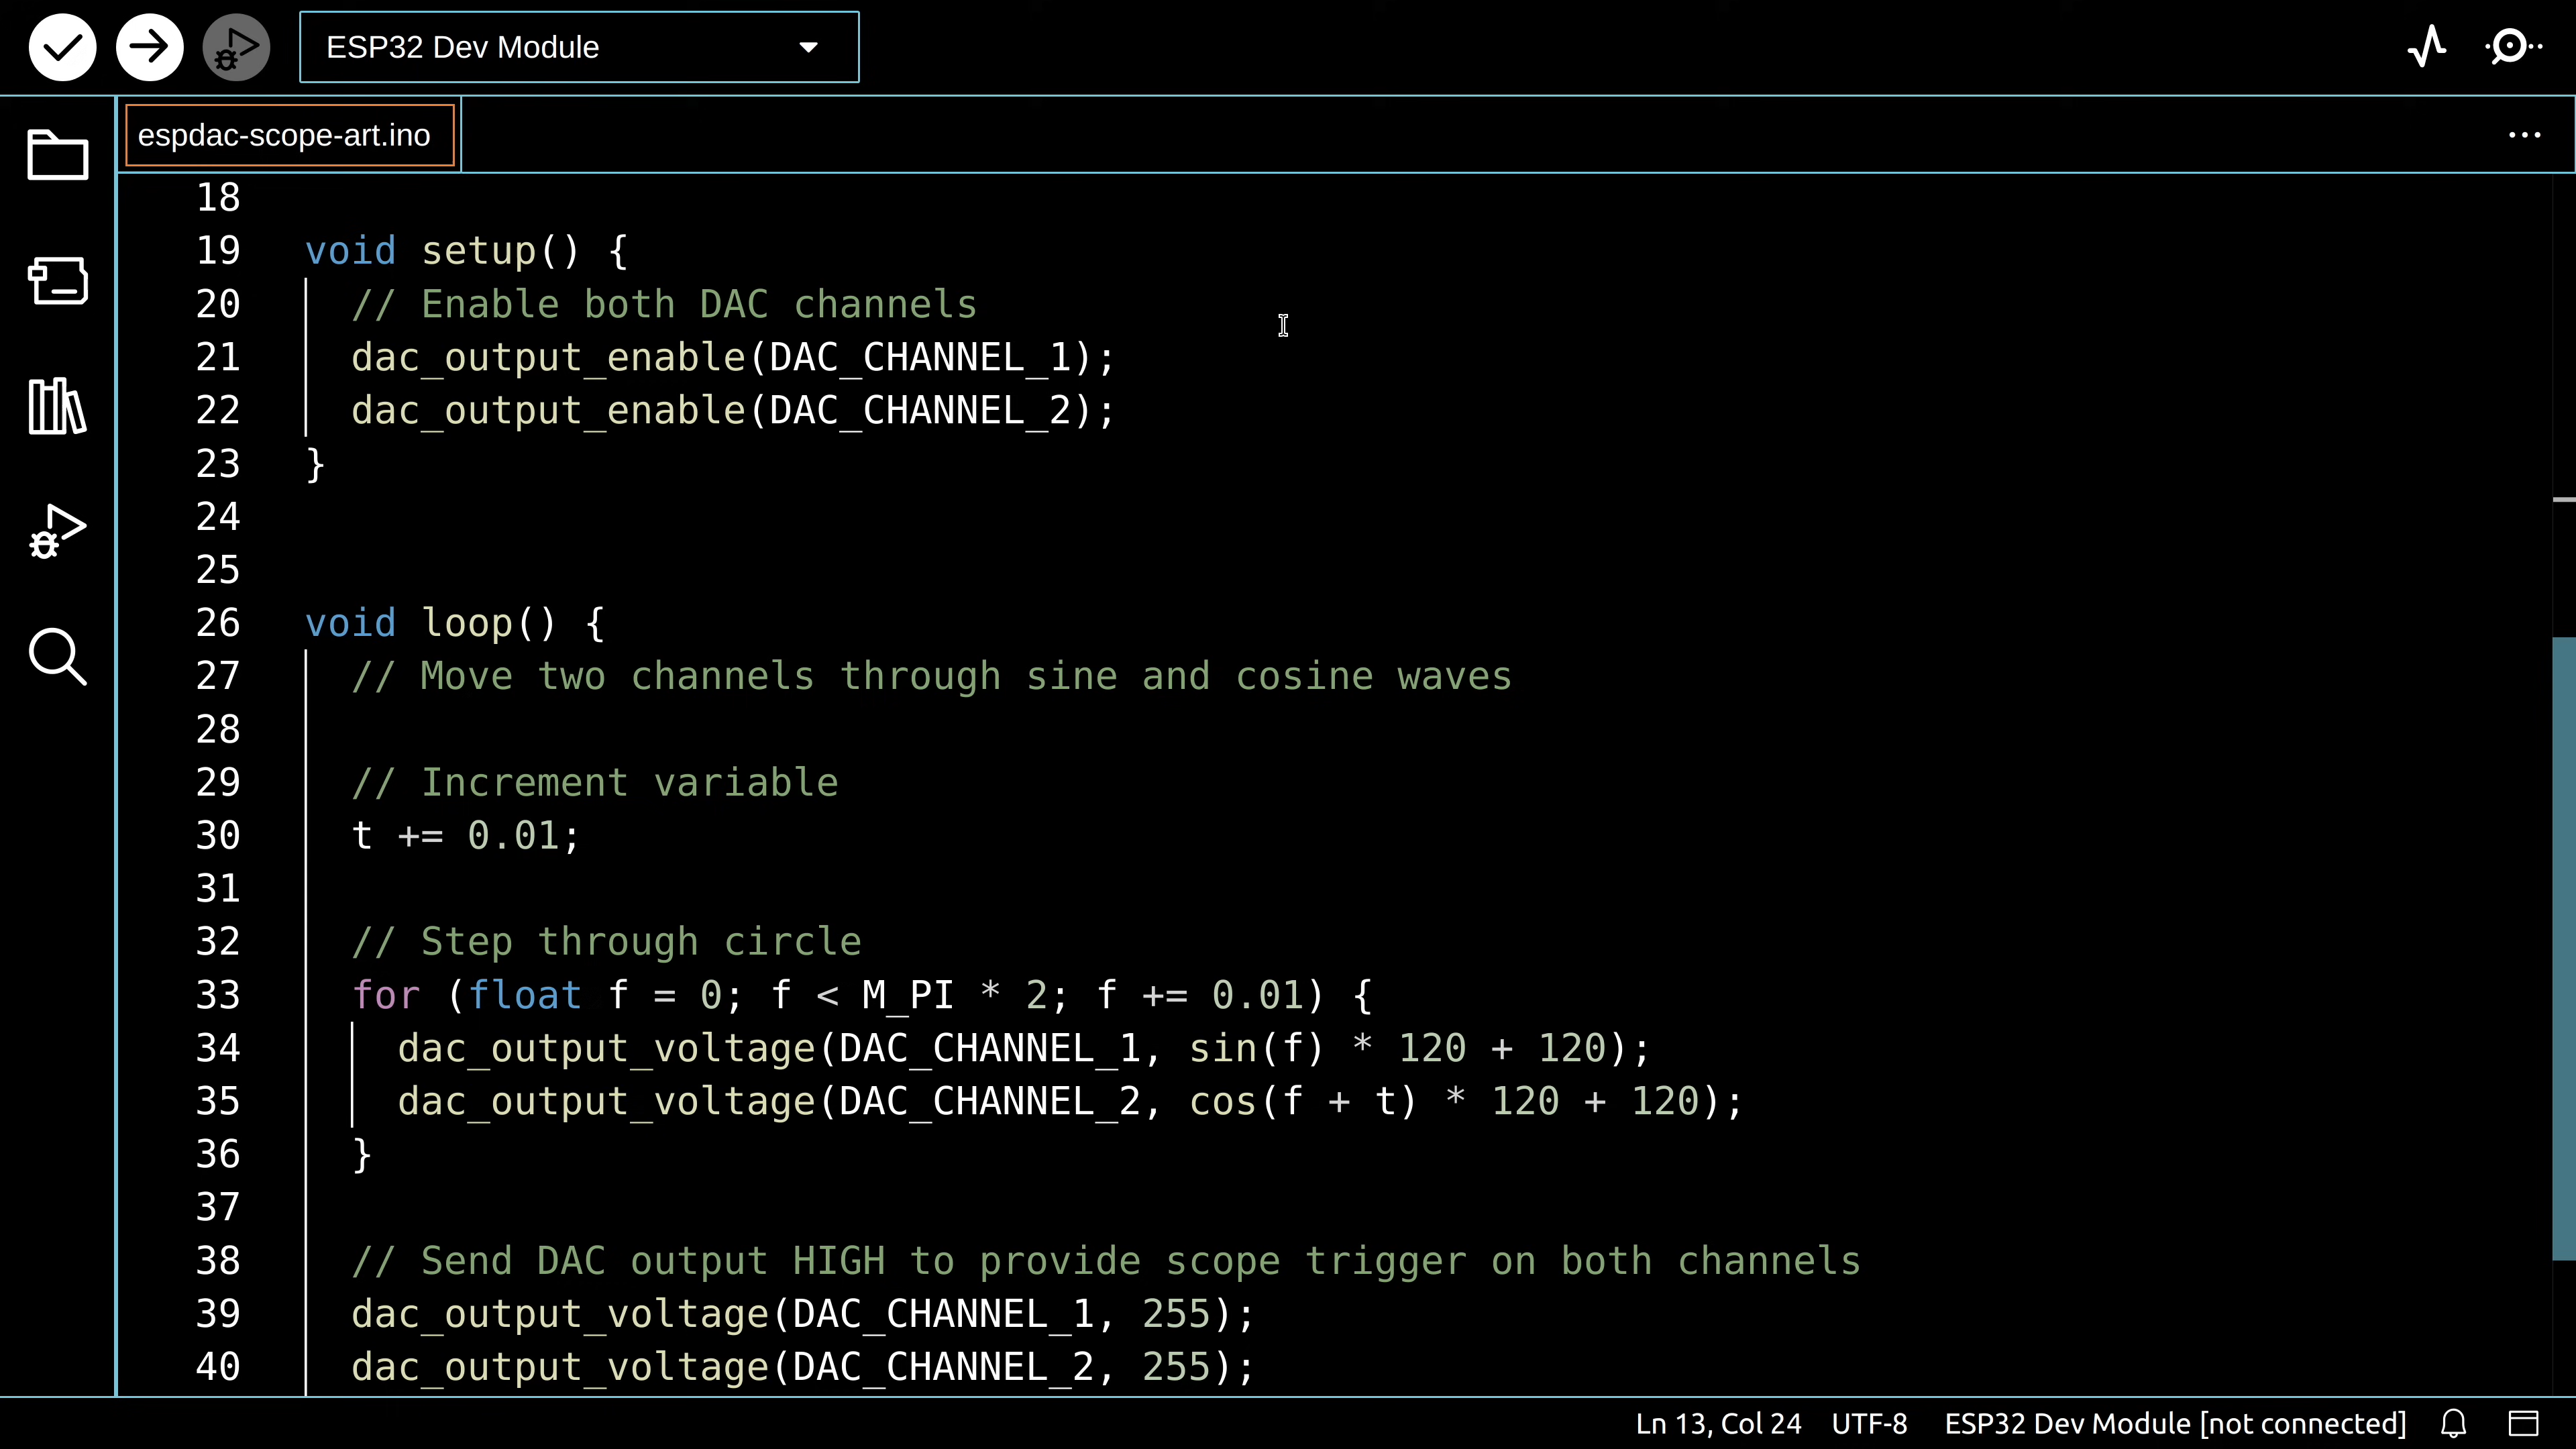 ESP32 Dev Module
espdac-scope-art.ino
18
19 void setup() {
20 // Enable both DAC channels
21 dac_output_enable(DAC_CHANNEL_1);
22 dac_output_enable(DAC_CHANNEL_2);
23 }
24
25
26 void loop() {
27 // Move two channels through sine and cosine waves
28
29 // Increment variable
30 t += 0.01;
31
32 // Step through circle
33 for (float f = 0; f < M_PI * 2; f += 0.01) {
34 dac_output_voltage(DAC_CHANNEL_1, sin(f) * 120 + 120);
35 dac_output_voltage(DAC_CHANNEL_2, cos(f + t) * 120 + 120);
36 }
37
38 // Send DAC output HIGH to provide scope trigger on both channels
39 dac_output_voltage(DAC_CHANNEL_1, 255);
40 dac_output_voltage(DAC_CHANNEL_2, 255);
Ln 13, Col 24 UTF-8 ESP32 Dev Module [not connected]